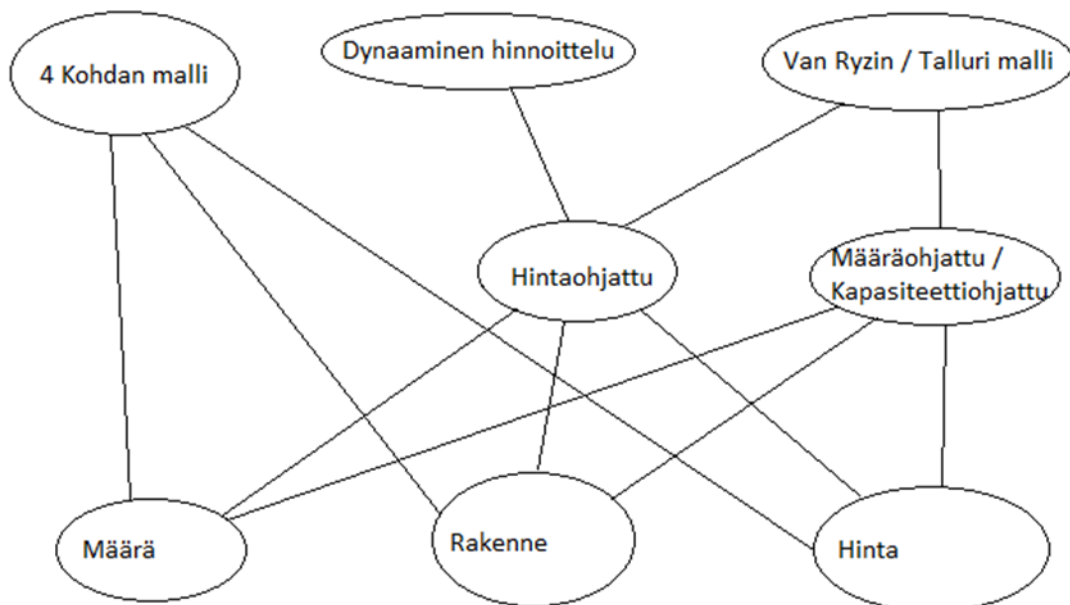 4 Kohdan malli
Dynaaminen hinnoittelu
Van Ryzin / Talluri malli
Hintaohjattu
Määräohjattu /
Kapasiteettiohjattu
Määrä
Rakenne
Hinta